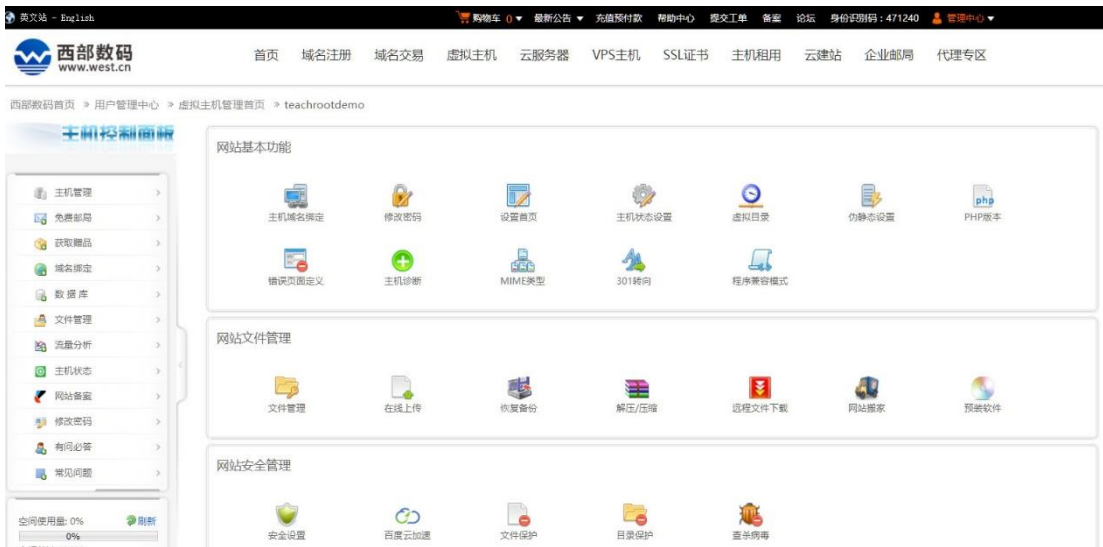 英文站 - English 购物车 0 ▼ 最新公告 ▼ 充值预付款 帮助中心 提交工单 备案 论坛 身份识别码：471240 管理中心 ▼
西部数码
www.west.cn
首页 域名注册 域名交易 虚拟主机 云服务器 VPS主机 SSL证书 主机租用 云建站 企业邮局 代理专区
西部数码首页 » 用户管理中心 » 虚拟主机管理首页 » teachrootdemo
主机控制面板
主机管理
免费邮局
获取赠品
域名绑定
数据库
文件管理
流量分析
主机状态
网站备案
修改密码
有问必答
常见问题
空间使用量: 0% 刷新
0%
网站基本功能
主机域名绑定 修改密码 设置首页 主机状态设置 虚拟目录 伪静态设置 PHP版本
错误页面定义 主机诊断 MIME类型 301转向 程序兼容模式
网站文件管理
文件管理 在线上传 恢复备份 解压/压缩 远程文件下载 网站搬家 预装软件
网站安全管理
安全设置 百度云加速 文件保护 目录保护 查杀病毒